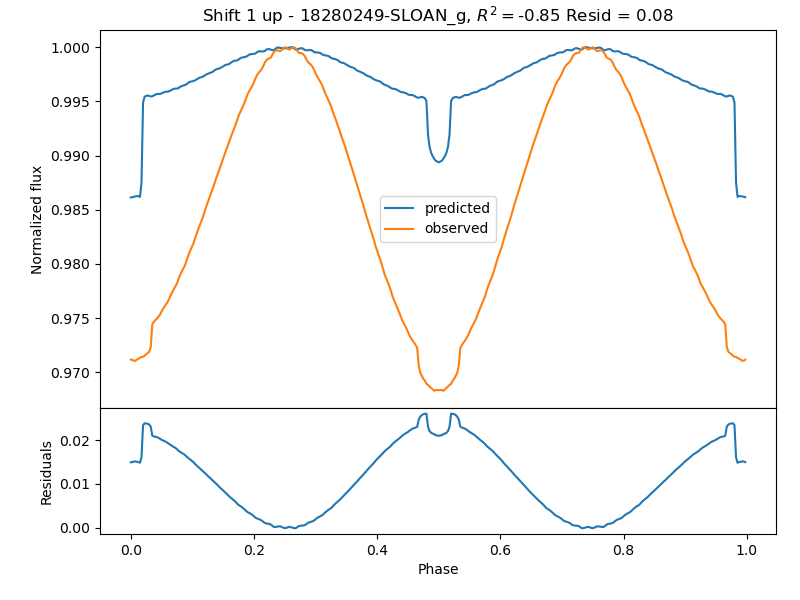 Shift 1 up - 18280249-SLOAN_g, R² = -0.85 Resid = 0.08
1.000
0.995
0.990
0.985
0.980
0.975
0.970
Normalized flux
predicted
observed
0.02
0.01
0.00
Residuals
0.0 0.2 0.4 0.6 0.8 1.0
Phase